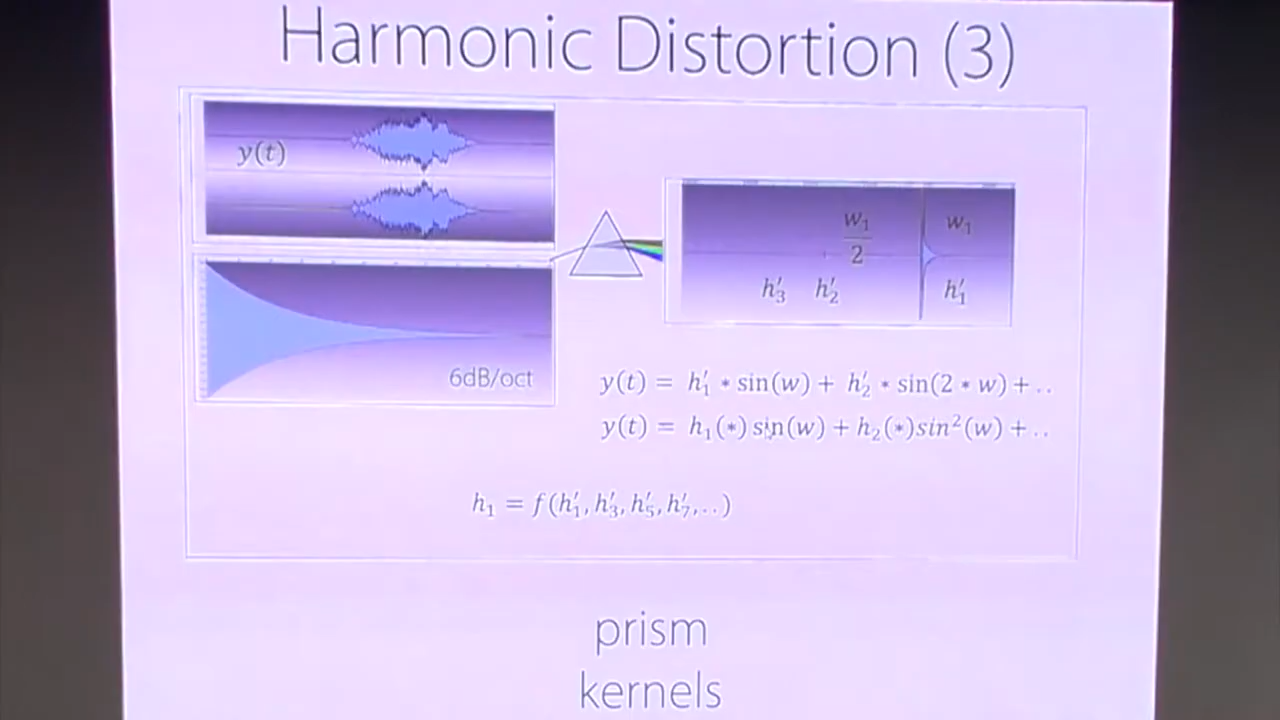 Harmonic Distortion (3)
y(t)
6dB/oct
w₁/2
w₁
h′₃ h′₂ h′₁
y(t) = h′₁ * sin(w) + h′₂ * sin(2 * w) + ..
y(t) = h₁(*) sin(w) + h₂(*)sin²(w) + ..
h₁ = f(h′₁, h′₃, h′₅, h′₇, . .)
prism
kernels